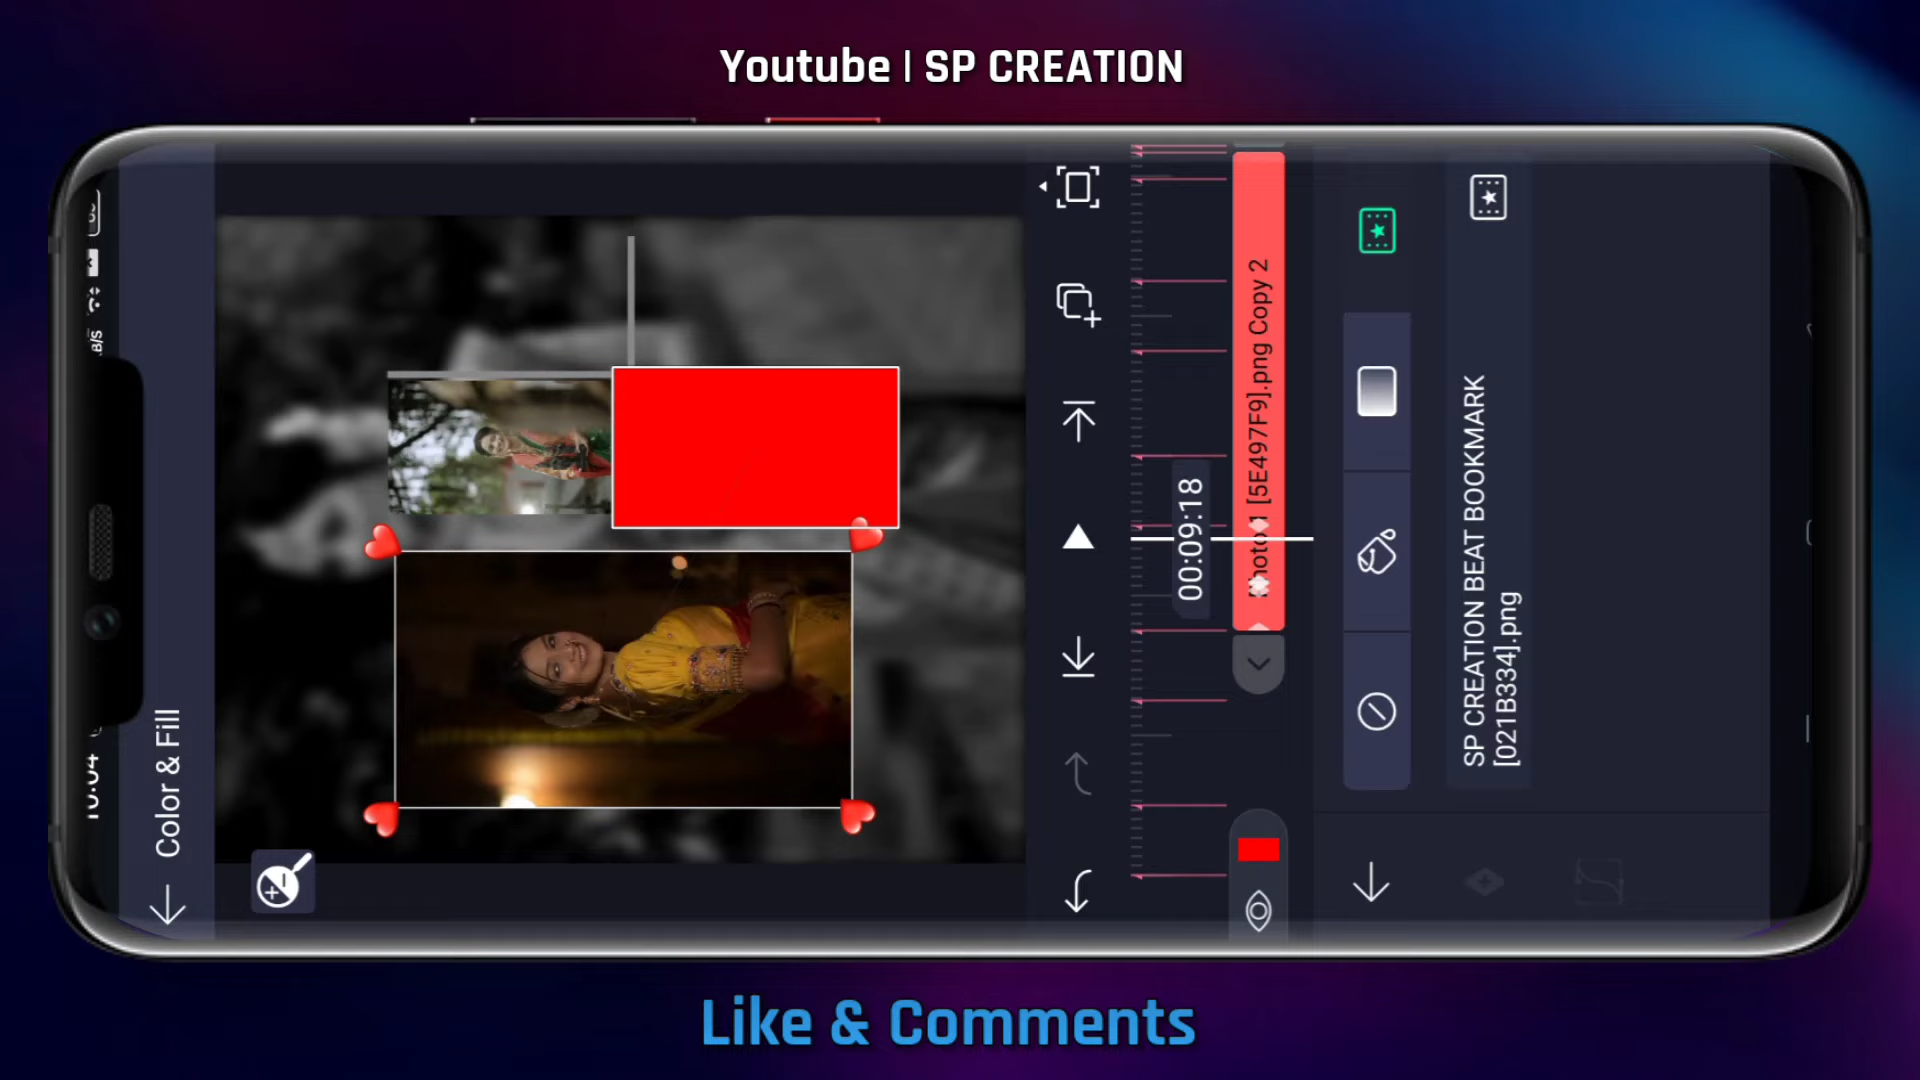 Youtube | SP CREATION
Color & Fill
00:09:18
[5E497F9].png Copy 2
SP CREATION BEAT BOOKMARK
[021B334].png
Like & Comments